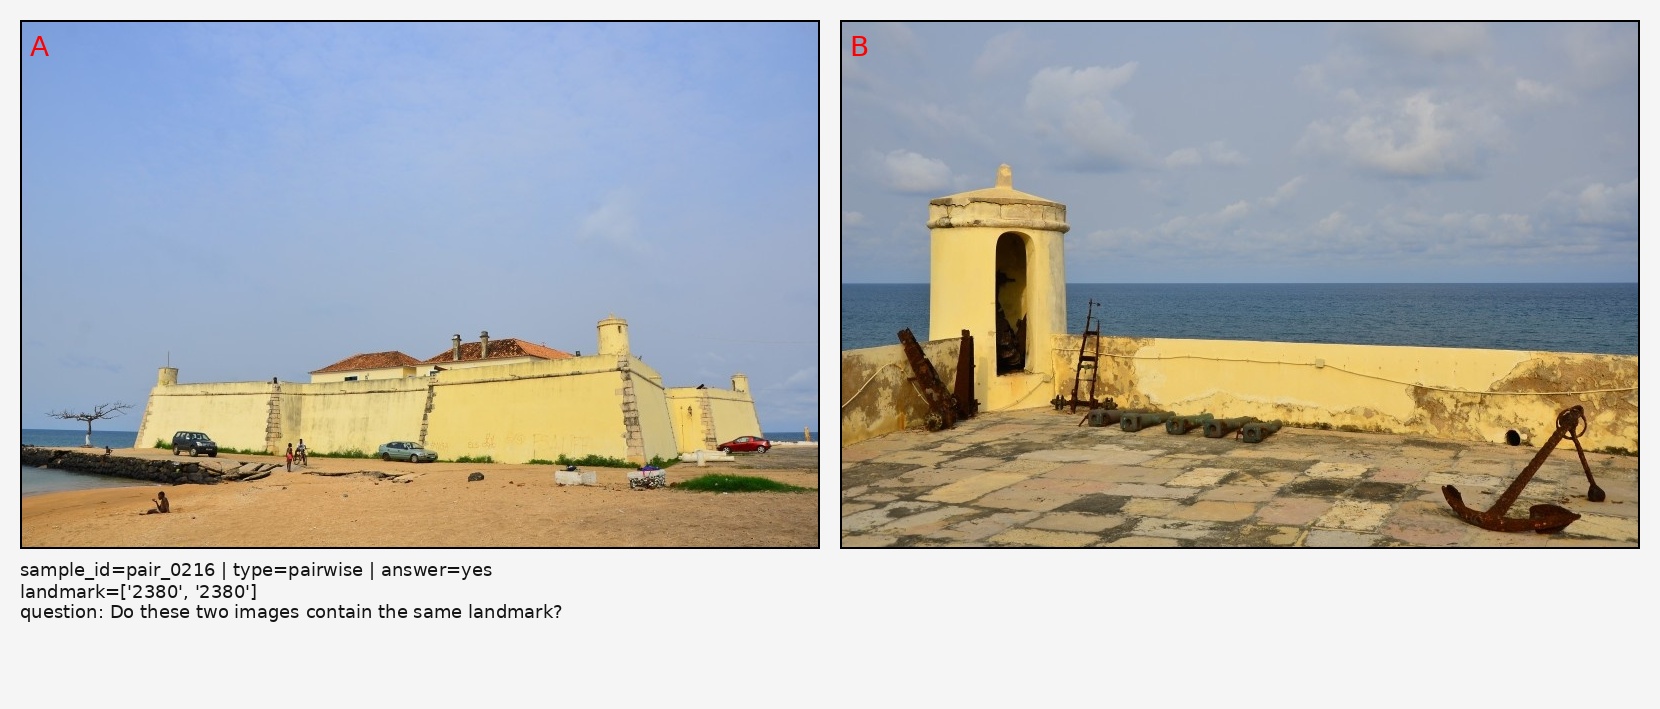 A
B
sample_id=pair_0216 | type=pairwise | answer=yes
landmark=['2380', '2380']
question: Do these two images contain the same landmark?